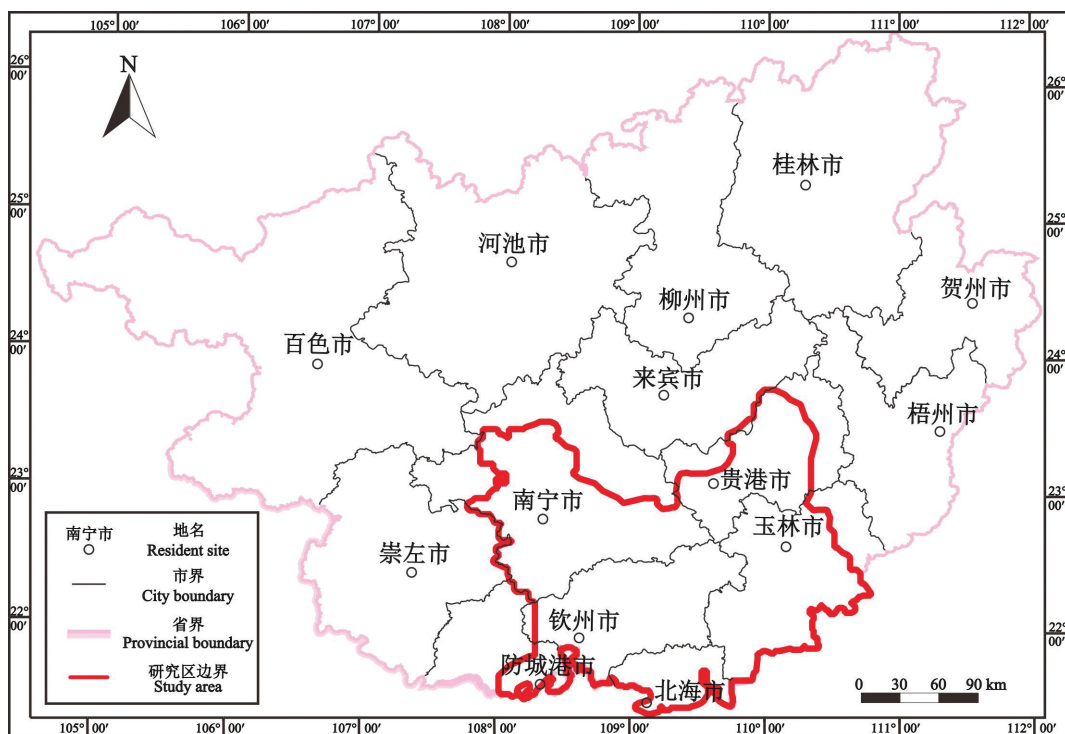 105° 00′
106° 00′
107° 00′
108° 00′
109° 00′
110° 00′
111° 00′
112° 00′
26° 00′
26° 00′
N
桂林市
25° 00′
25° 00′
河池市
贺州市
柳州市
24° 00′
24° 00′
百色市
来宾市
梧州市
23° 00′
23° 00′
贵港市
南宁市
玉林市
崇左市
钦州市
防城港市
北海市
22° 00′
22° 00′
南宁市
地名
Resident site
市界
City boundary
省界
Provincial boundary
研究区边界
Study area
0 30 60 90 km
105° 00′
106° 00′
107° 00′
108° 00′
109° 00′
110° 00′
111° 00′
112° 00′